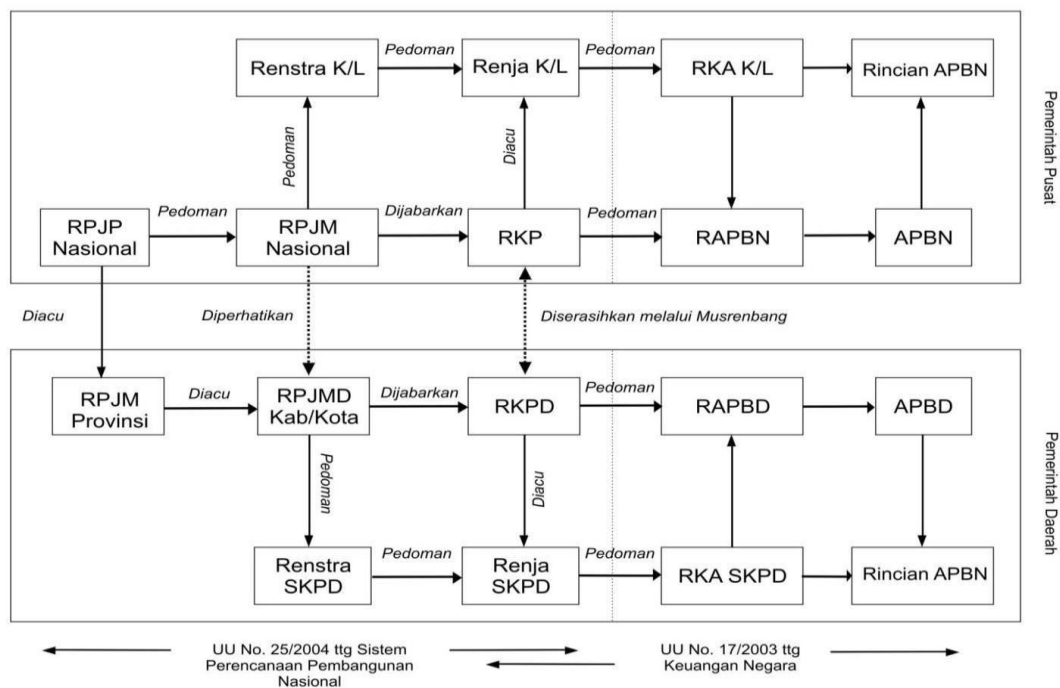 Pedoman
Pedoman
Renstra K/L
Renja K/L
RKA K/L
Rincian APBN
Pedoman
Diacu
Pemerintah Pusat
Pedoman
Dijabarkan
Pedoman
RPJP
Nasional
RPJM
Nasional
RKP
RAPBN
APBN
Diacu
Diperhatikan
Diserasihkan melalui Musrenbang
RPJM
Provinsi
Diacu
RPJMD
Kab/Kota
Dijabarkan
RKPD
Pedoman
RAPBD
APBD
Pedoman
Diacu
Pemerintah Daerah
Renstra
SKPD
Pedoman
Renja
SKPD
Pedoman
RKA SKPD
Rincian APBN
UU No. 25/2004 ttg Sistem
Perencanaan Pembangunan
Nasional
UU No. 17/2003 ttg
Keuangan Negara